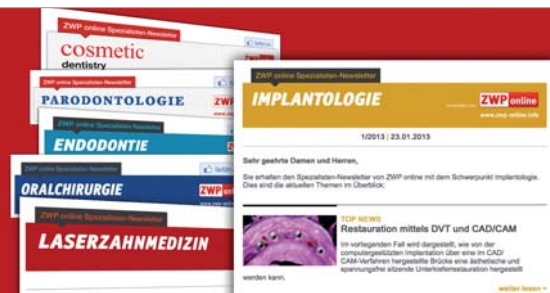 ZWP online Spezialisten-Newsletter
cosmetic
dentistry
ZWP online Spezialisten-Newsletter
PARODONTOLOGIE
ZWP
ZWP online Spezialisten-Newsletter
ENDODONTIE
ZWP online Spezialisten-Newsletter
ORALCHIRURGIE
ZWP
ZWP online Spezialisten-Newsletter
LASERZAHNMEDIZIN
ZWP online Spezialisten-Newsletter
IMPLANTOLOGIE
ZWP online
www.zwp-online.info
1/2013 | 23.01.2013
Sehr geehrte Damen und Herren,
Sie erhalten den Spezialisten-Newsletter von ZWP online mit dem Schwerpunkt Implantologie.
Dies sind die aktuellen Themen im Überblick:
TOP NEWS
Restauration mittels DVT und CAD/CAM
Im vorliegenden Fall wird dargestellt, wie von der
computergestützten Implantation über eine im CAD/
CAM-Verfahren hergestellte Brücke eine ästhetische und
spannungsfrei sitzende Unterkieferrestauration hergestellt
werden kann.
weiter lesen